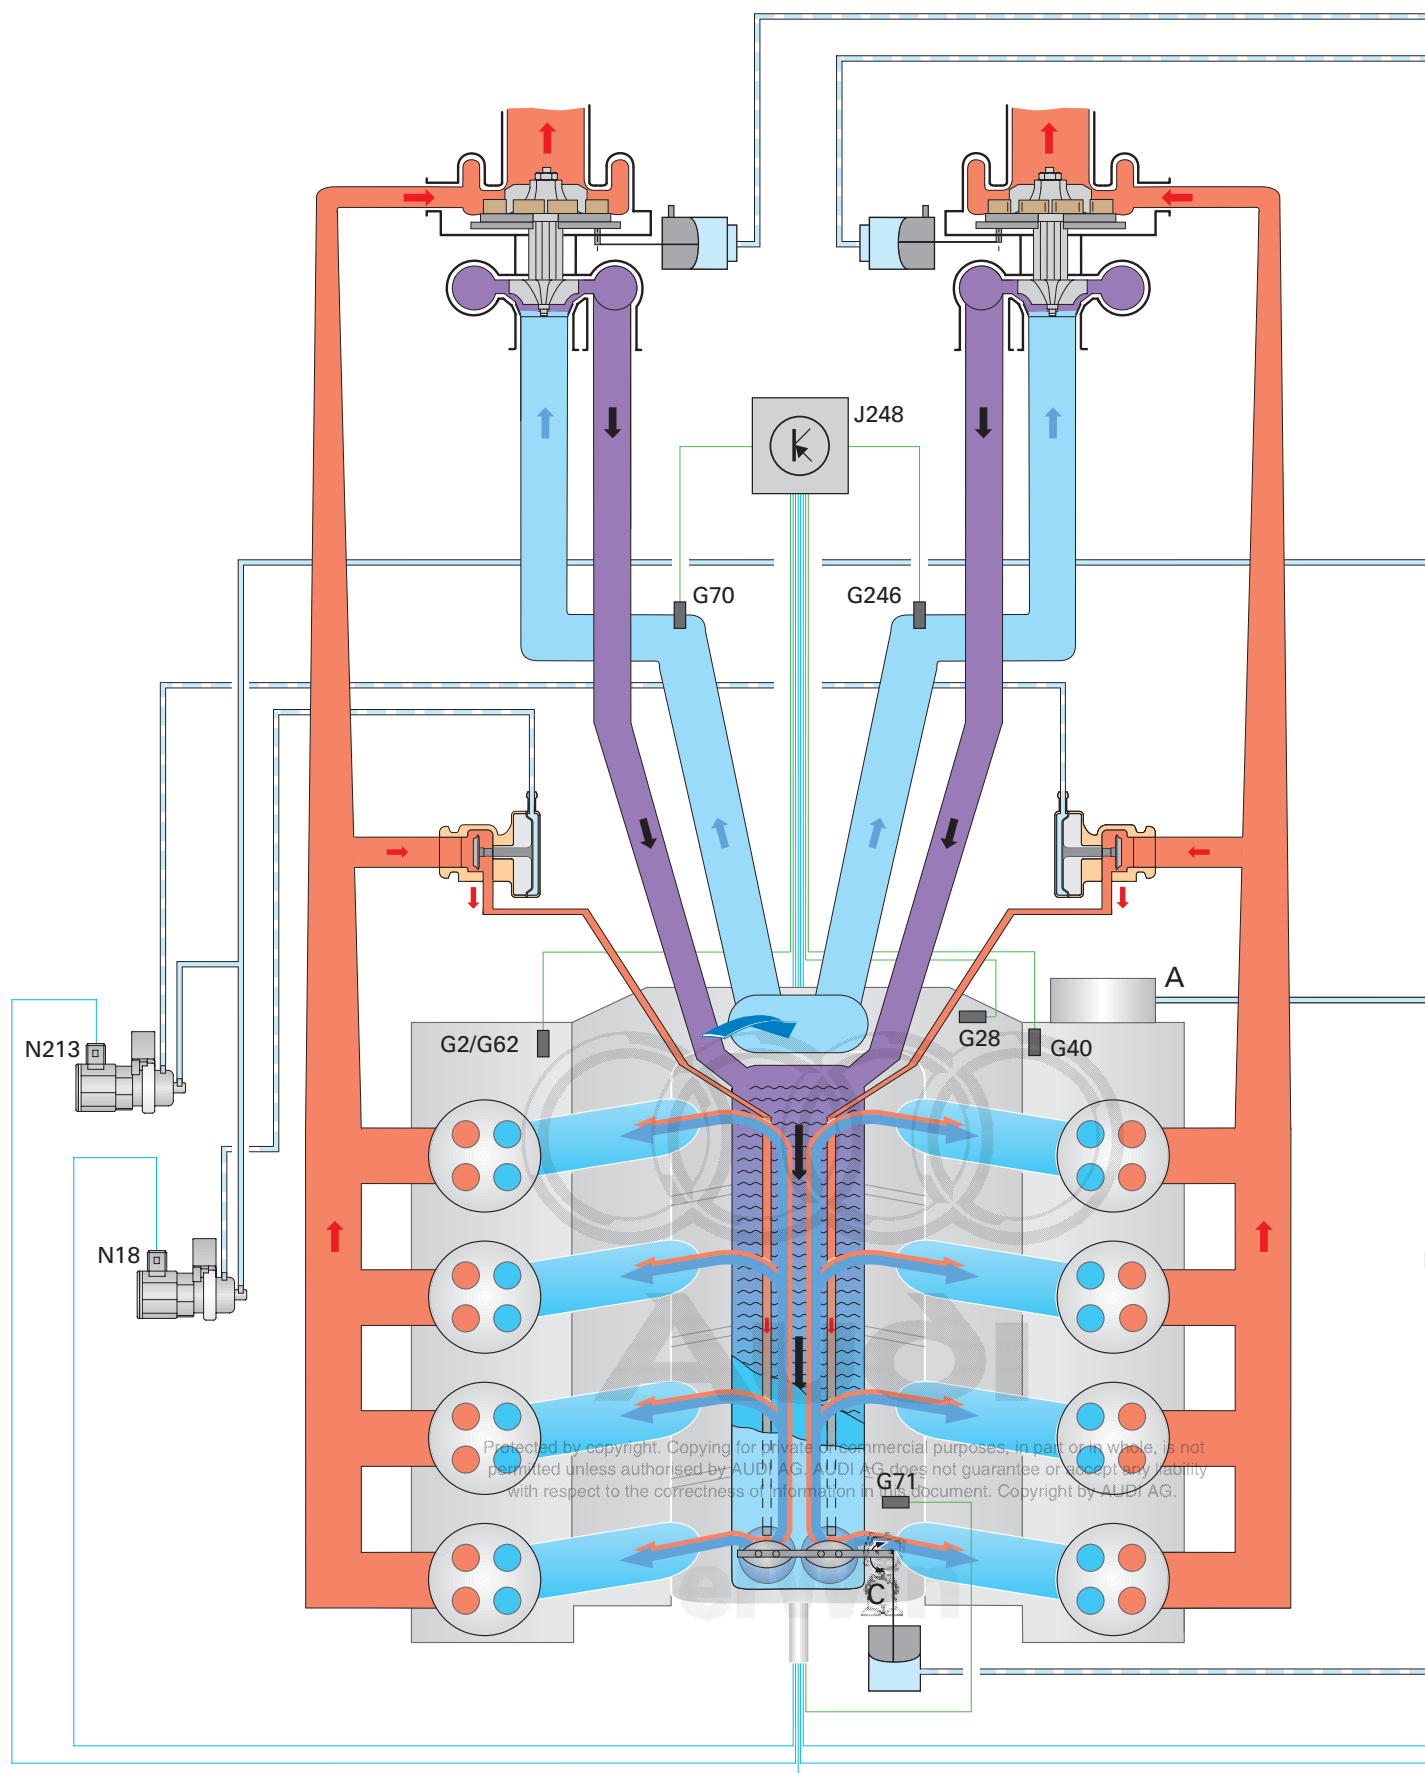 J248
G70
G246
A
G28
G2/G62
G40
N213
N18
Audi
Protected by copyright. Copying for private or commercial purposes, in part or in whole, is not
permitted unless authorised by AUDI AG. AUDI AG does not guarantee or accept any liability
with respect to the correctness of information in this document. Copyright by AUDI AG.
G71
C
erWin